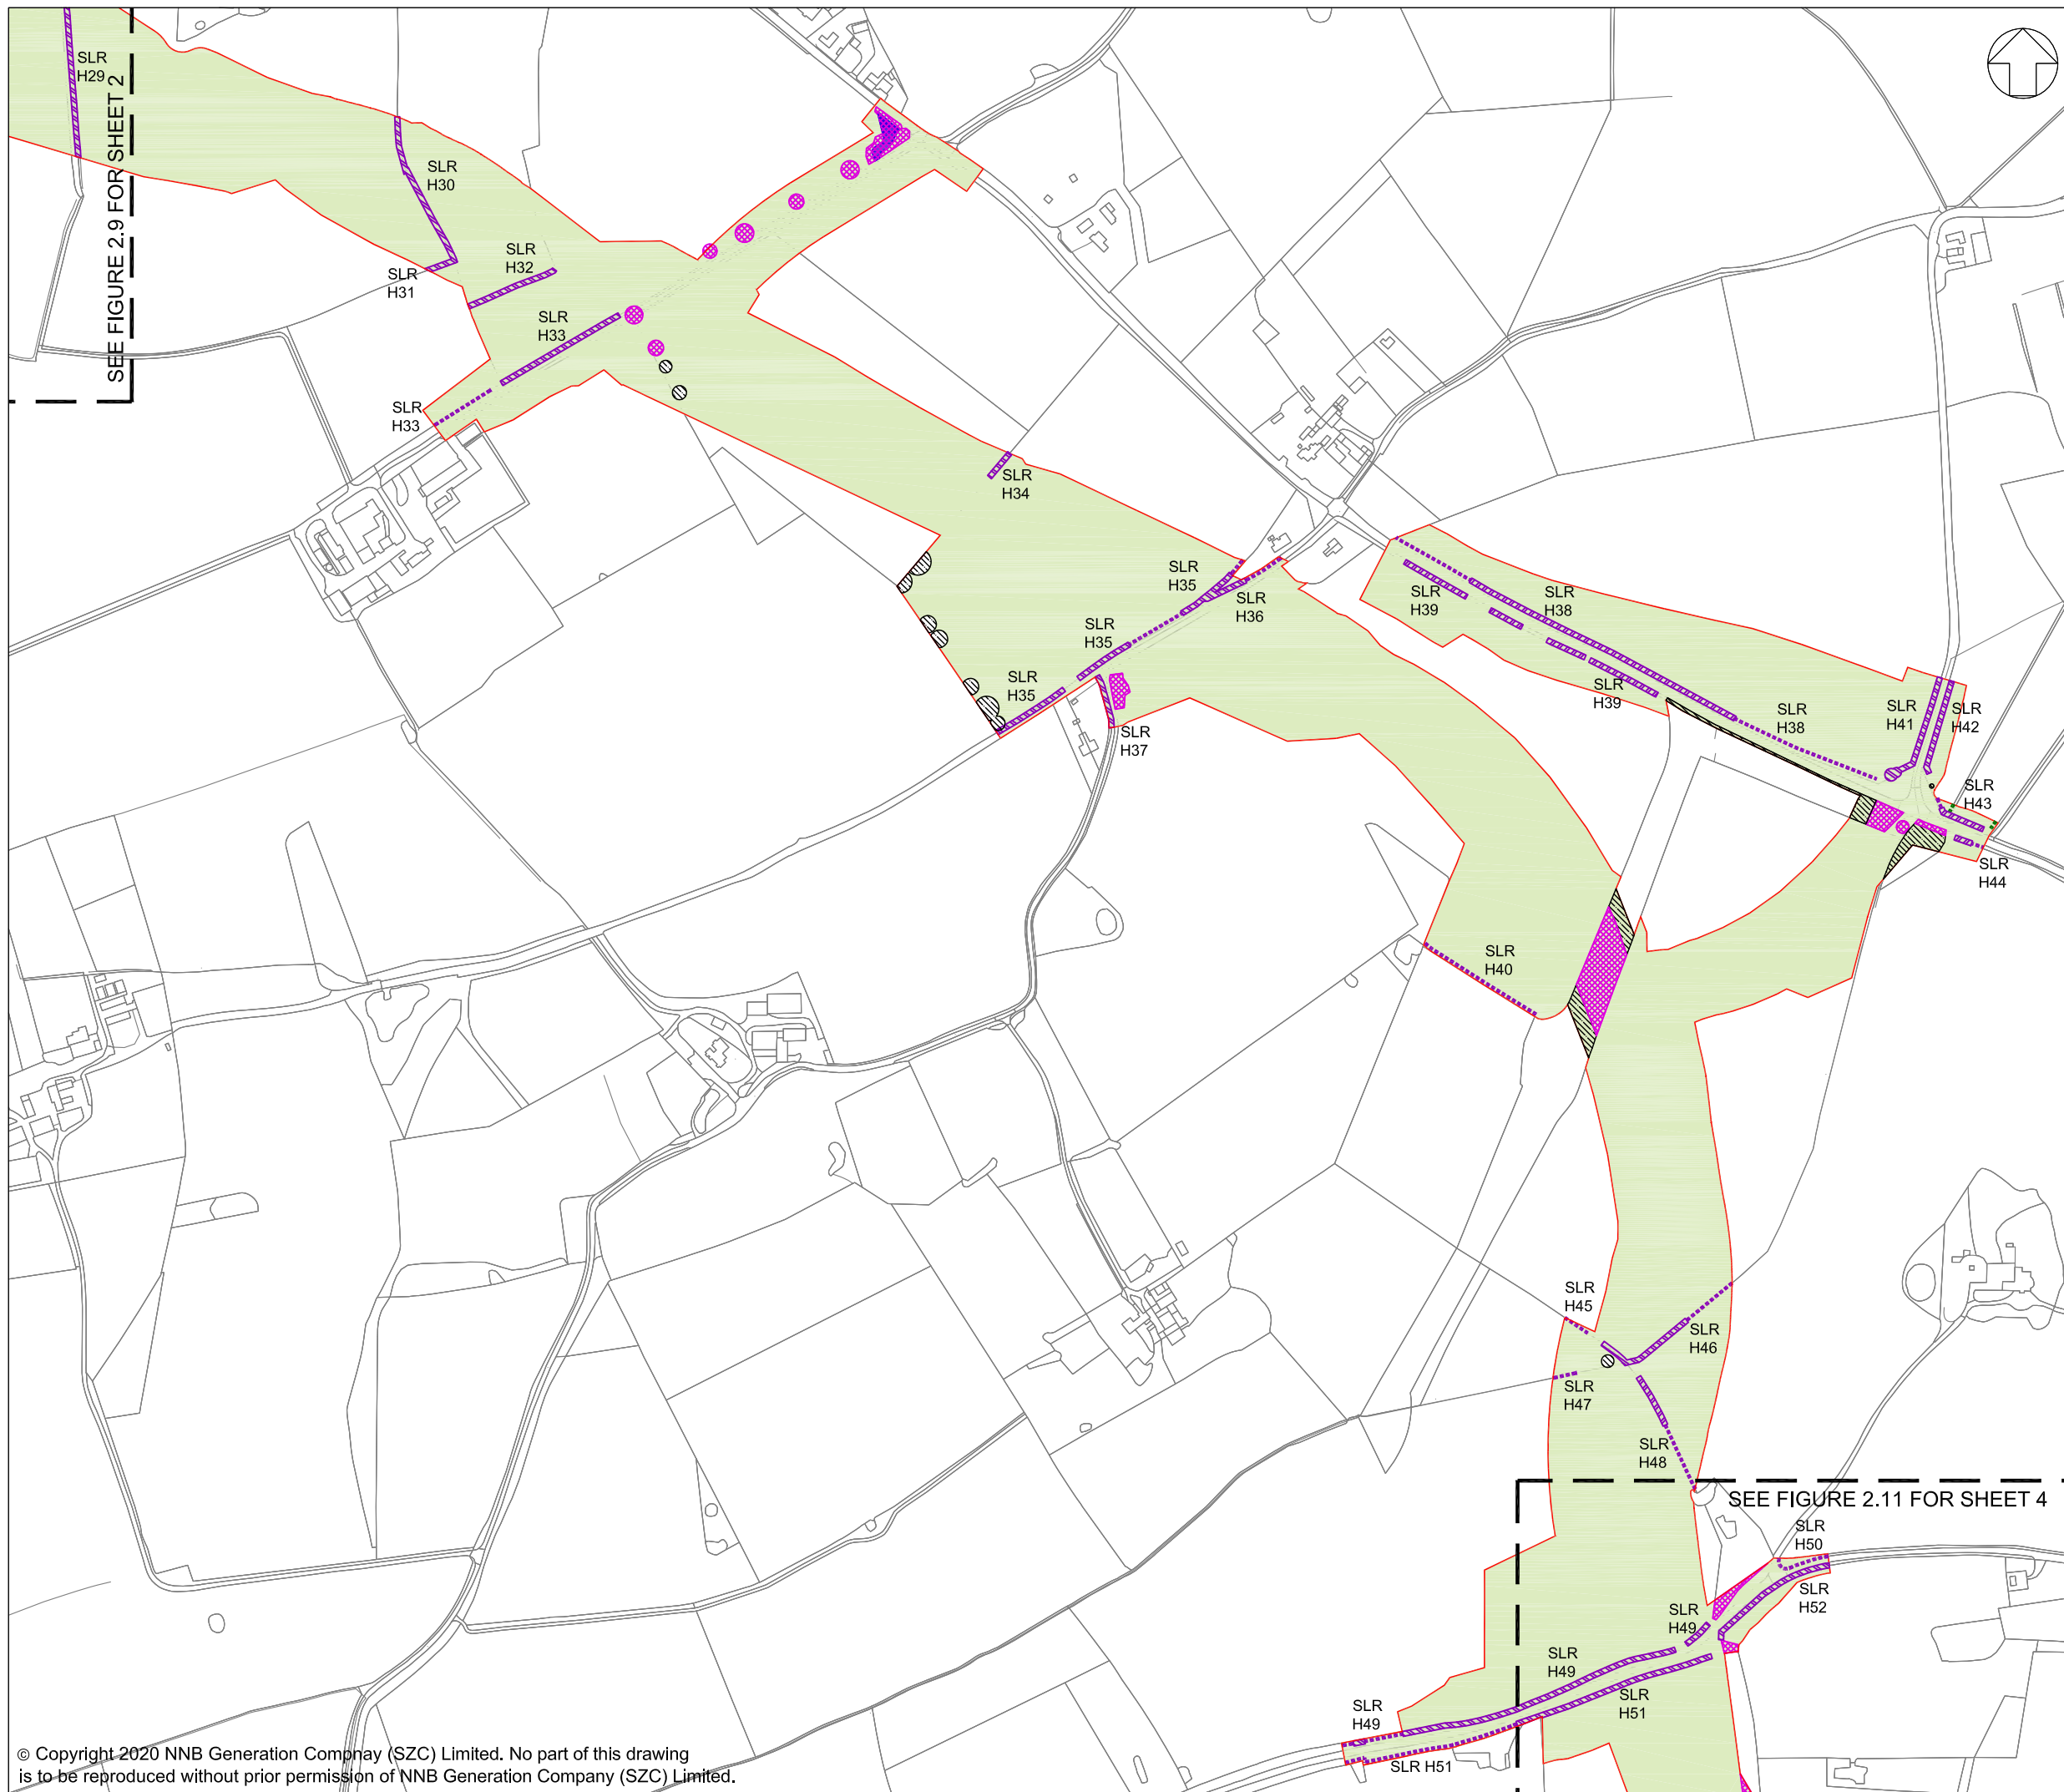 SLR
H29
SEE FIGURE 2.9 FOR SHEET 2
SLR
H30
SLR
H31
SLR
H32
SLR
H33
SLR
H33
SLR
H34
SLR
H35
SLR
H36
SLR
H35
SLR
H35
SLR
H37
SLR
H39
SLR
H38
SLR
H39
SLR
H38
SLR
H41
SLR
H42
SLR
H43
SLR
H44
SLR
H40
SLR
H45
SLR
H46
SLR
H47
SLR
H48
SEE FIGURE 2.11 FOR SHEET 4
SLR
H50
SLR
H52
SLR
H49
SLR
H49
SLR
H51
SLR
H49
SLR H51
© Copyright 2020 NNB Generation Compnay (SZC) Limited. No part of this drawing
is to be reproduced without prior permission of NNB Generation Company (SZC) Limited.